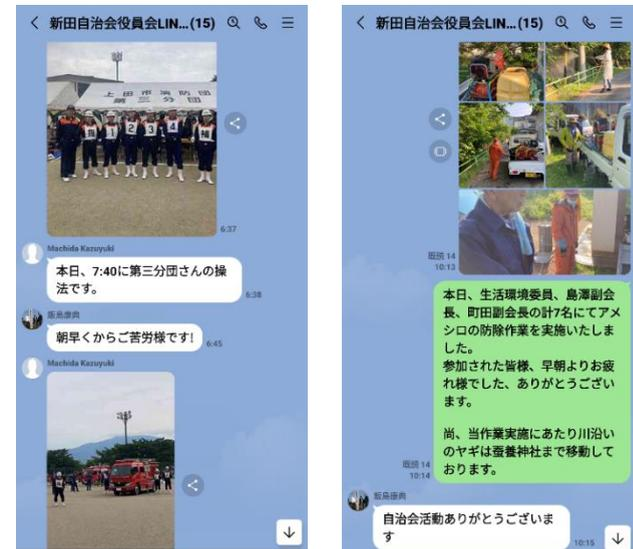 新田自治会役員会LIN...(15)
上田市消防団
第三分団
指 1 2 3 4 補
6:37
Machida Kazuyuki
本日、7:40に第三分団さんの操
法です。
6:38
飯島康典
朝早くからご苦労様です!
6:45
Machida Kazuyuki
新田自治会役員会LIN...(15)
既読 14
10:13
本日、生活環境委員、島澤副会
長、町田副会長の計7名にてアメ
シロの防除作業を実施いたしま
した。
参加された皆様、早朝よりお疲
れ様でした、ありがとうござい
ます。
尚、当作業実施にあたり川沿い
のヤギは蚕養神社まで移動して
おります。
既読 14
10:14
飯島康典
自治会活動ありがとうございま
す
10:15